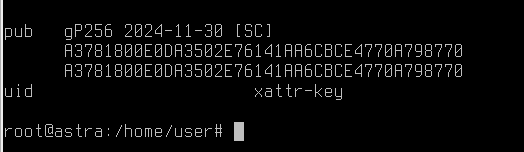 pub gP256 2024-11-30 [SC]
A3781800E0DA3502E76141AA6CBCE4770A798770
A3781800E0DA3502E76141AA6CBCE4770A798770
uid xattr-key
root@astra:/home/user#